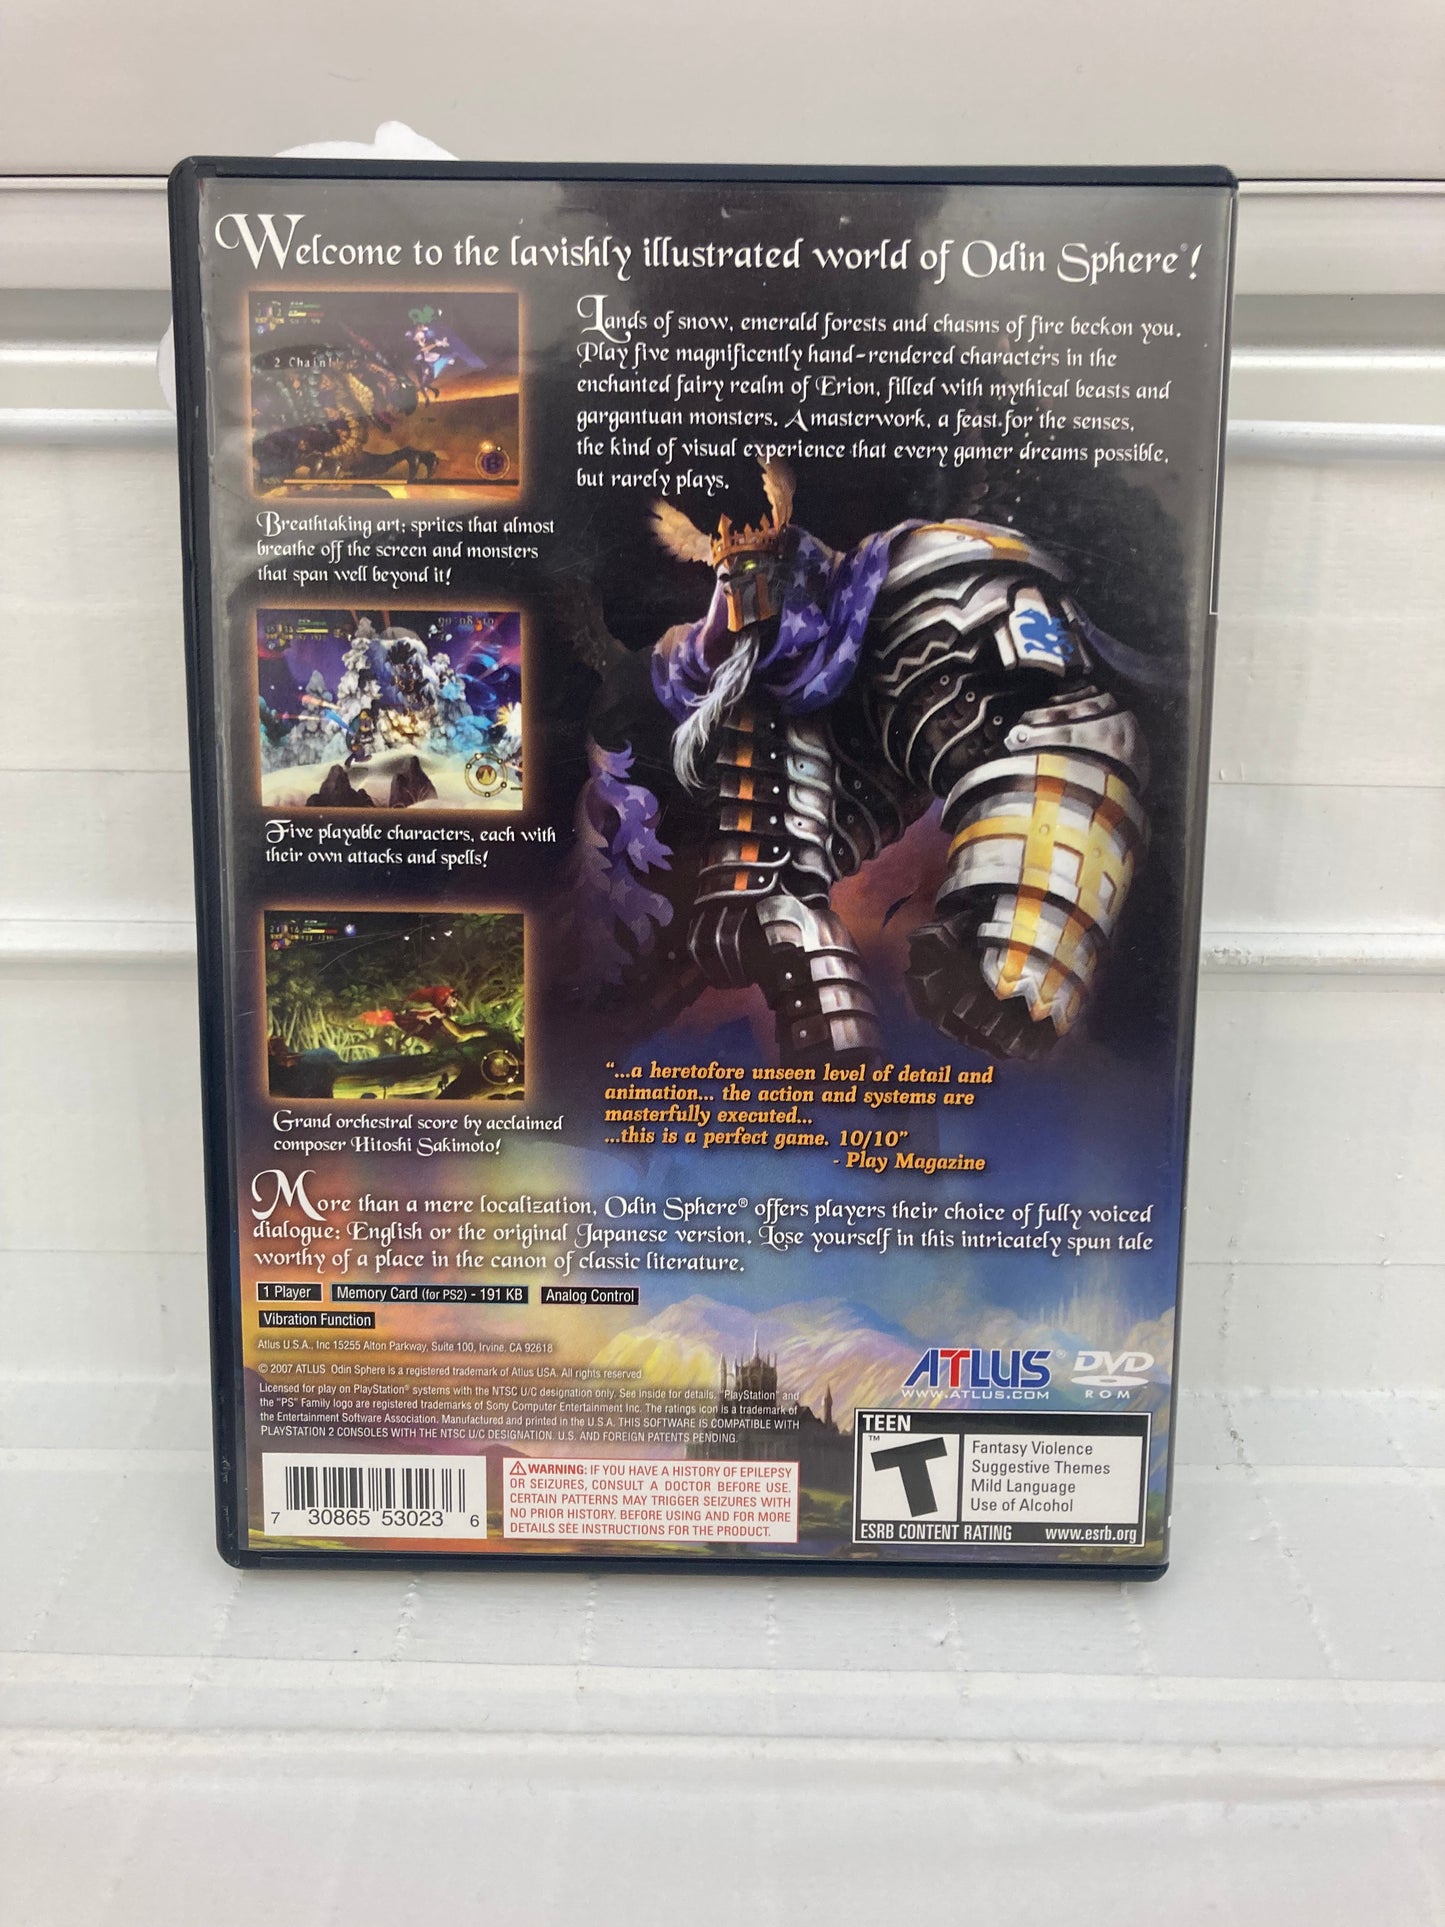 Welcome to the lavishly illustrated world of Odin Sphere®!
Lands of snow, emerald forests and chasms of fire beckon you.
Play five magnificently hand-rendered characters in the
enchanted fairy realm of Erion, filled with mythical beasts and
gargantuan monsters. A masterwork, a feast for the senses,
the kind of visual experience that every gamer dreams possible,
but rarely plays.
2 Chain!
Breathtaking art; sprites that almost
breathe off the screen and monsters
that span well beyond it!
Five playable characters, each with
their own attacks and spells!
Grand orchestral score by acclaimed
composer Hitoshi Sakimoto!
"...a heretofore unseen level of detail and
animation... the action and systems are
masterfully executed...
...this is a perfect game. 10/10"
- Play Magazine
More than a mere localization, Odin Sphere® offers players their choice of fully voiced
dialogue: English or the original Japanese version. Lose yourself in this intricately spun tale
worthy of a place in the canon of classic literature.
1 Player Memory Card (for PS2) - 191 KB Analog Control
Vibration Function
Atlus U.S.A., Inc 15255 Alton Parkway, Suite 100, Irvine, CA 92618
© 2007 ATLUS Odin Sphere is a registered trademark of Atlus USA. All rights reserved.
Licensed for play on PlayStation® systems with the NTSC U/C designation only. See inside for details. "PlayStation" and
the "PS" Family logo are registered trademarks of Sony Computer Entertainment Inc. The ratings icon is a trademark of
the Entertainment Software Association. Manufactured and printed in the U.S.A. THIS SOFTWARE IS COMPATIBLE WITH
PLAYSTATION 2 CONSOLES WITH THE NTSC U/C DESIGNATION. U.S. AND FOREIGN PATENTS PENDING.
ATLUS®
WWW.ATLUS.COM
DVD
ROM
7 30865 53023 6
WARNING: IF YOU HAVE A HISTORY OF EPILEPSY
OR SEIZURES, CONSULT A DOCTOR BEFORE USE.
CERTAIN PATTERNS MAY TRIGGER SEIZURES WITH
NO PRIOR HISTORY. BEFORE USING AND FOR MORE
DETAILS SEE INSTRUCTIONS FOR THE PRODUCT.
TEEN
T™
Fantasy Violence
Suggestive Themes
Mild Language
Use of Alcohol
ESRB CONTENT RATING www.esrb.org